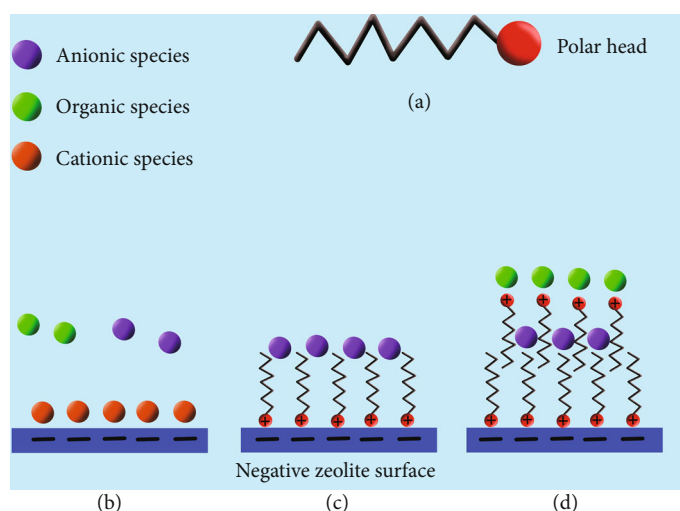 Anionic species
Organic species
Cationic species
Polar head
(a)
+ + + +
+ + + + + + + + + +
Negative zeolite surface
(b) (c) (d)